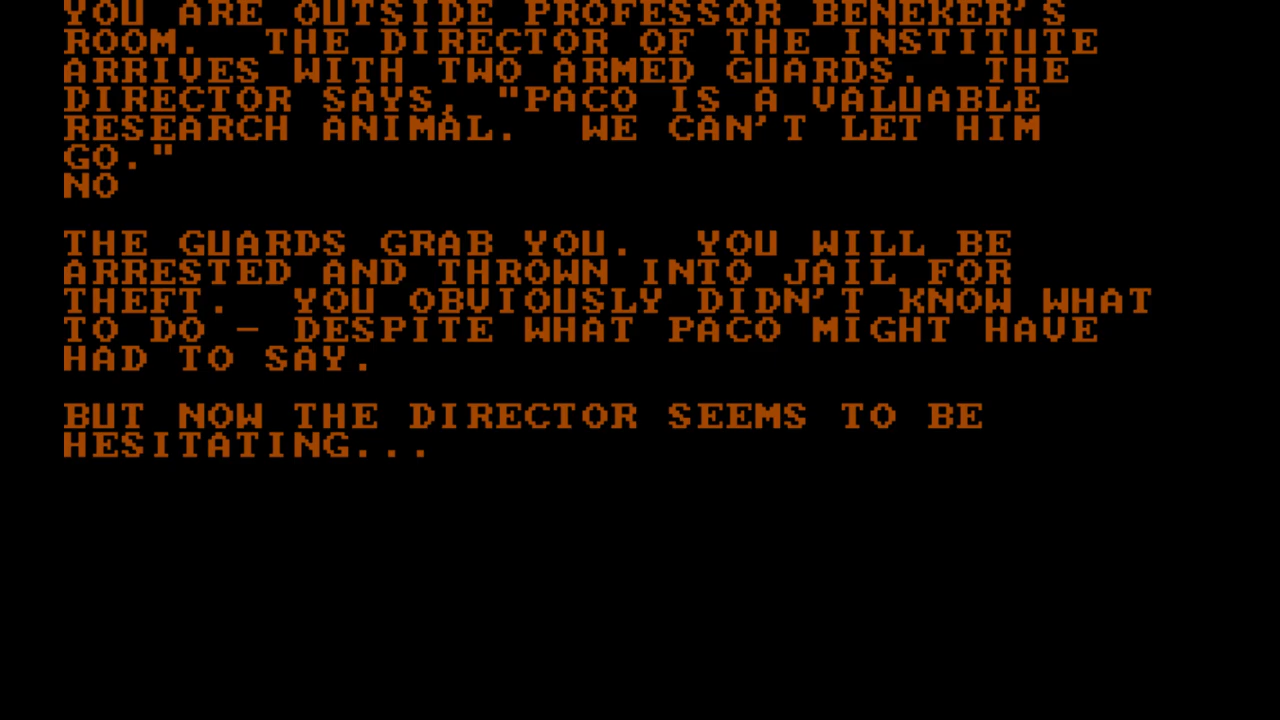 YOU ARE OUTSIDE PROFESSOR BENEKER'S
ROOM.  THE DIRECTOR OF THE INSTITUTE
ARRIVES WITH TWO ARMED GUARDS.  THE
DIRECTOR SAYS, "PACO IS A VALUABLE
RESEARCH ANIMAL.  WE CAN'T LET HIM
GO."
NO

THE GUARDS GRAB YOU.  YOU WILL BE
ARRESTED AND THROWN INTO JAIL FOR
THEFT.  YOU OBVIOUSLY DIDN'T KNOW WHAT
TO DO - DESPITE WHAT PACO MIGHT HAVE
HAD TO SAY.

BUT NOW THE DIRECTOR SEEMS TO BE
HESITATING...